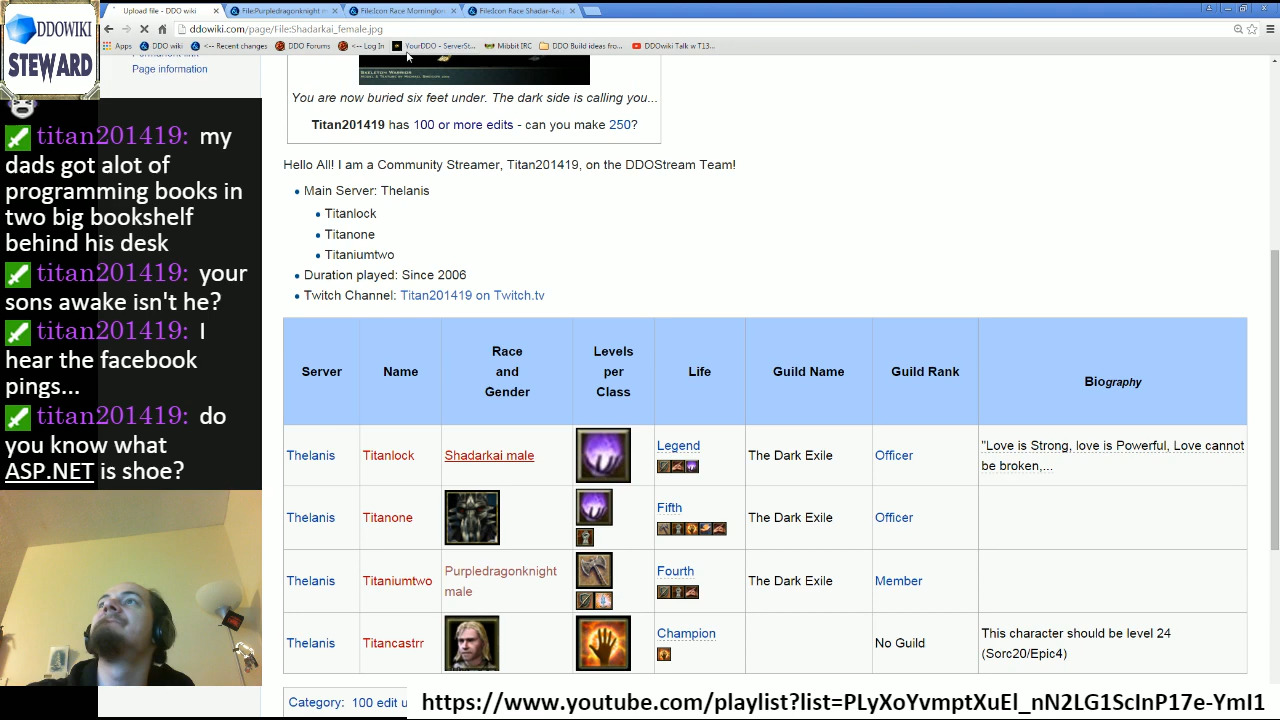 Upload file - DDO wiki
File:Purpledragonknight m
FileIcon Race Morninglor
FileIcon Race Shadar-Kai
ddowiki.com/page/File:Shadarkai_female.jpg
Apps
DDO wiki
<-- Recent changes
DDO Forums
<-- Log In
YourDDO - ServerSt...
Mibbit IRC
DDO Build ideas fro...
DDOwiki Talk w T13...
DDOWIKI
STEWARD
Page information
SKELETON WARRIOR
You are now buried six feet under. The dark side is calling you...
Titan201419 has 100 or more edits - can you make 250?
titan201419: my
dads got alot of
programming books in
two big bookshelf
behind his desk
titan201419: your
sons awake isn't he?
titan201419: I
hear the facebook
pings...
titan201419: do
you know what
ASP.NET is shoe?
Hello All! I am a Community Streamer, Titan201419, on the DDOStream Team!
Main Server: Thelanis
Titanlock
Titanone
Titaniumtwo
Duration played: Since 2006
Twitch Channel: Titan201419 on Twitch.tv
Server Name Race and Gender Levels per Class Life Guild Name Guild Rank Biography
Thelanis Titanlock Shadarkai male Legend The Dark Exile Officer "Love is Strong, love is Powerful, Love cannot
be broken,...
Thelanis Titanone Fifth The Dark Exile Officer
Thelanis Titaniumtwo Purpledragonknight male Fourth The Dark Exile Member
Thelanis Titancastrr Champion No Guild This character should be level 24
(Sorc20/Epic4)
Category: 100 edit u
https://www.youtube.com/playlist?list=PLyXoYvmptXuEl_nN2LG1ScInP17e-YmI1